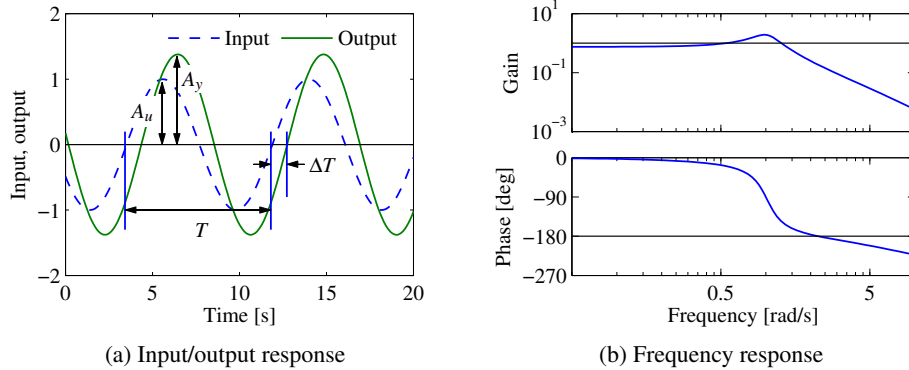 2
Input
Output
1
A_y
A_u
Input, output
0
ΔT
−1
T
−2
0
5
10
15
20
Time [s]
(a) Input/output response
10^1
Gain
10^−1
10^−3
0
−90
Phase [deg]
−180
−270
0.5
5
Frequency [rad/s]
(b) Frequency response